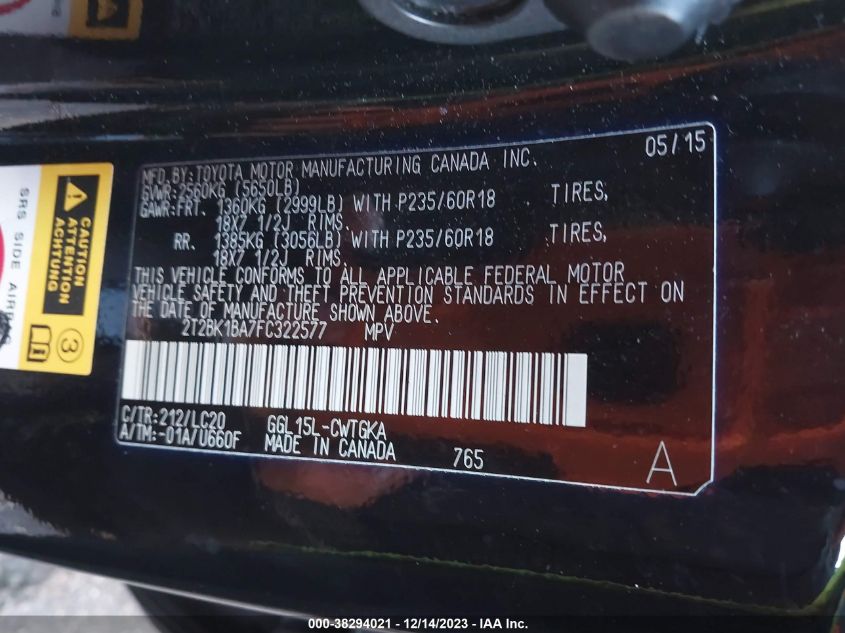 05/15
MFD.BY:TOYOTA MOTOR MANUFACTURING CANADA INC.
GVWR:2560KG (5650LB)
GAWR:FRT. 1360KG (2999LB) WITH P235/60R18 TIRES,
18X7 1/2J RIMS.
RR. 1385KG (3056LB) WITH P235/60R18 TIRES,
18X7 1/2J RIMS.
THIS VEHICLE CONFORMS TO ALL APPLICABLE FEDERAL MOTOR
VEHICLE SAFETY AND THEFT PREVENTION STANDARDS IN EFFECT ON
THE DATE OF MANUFACTURE SHOWN ABOVE.
2T2BK1BA7FC322577 MPV
C/TR:212/LC20 GGL15L-CWTGKA
A/TM:-01A/U660F MADE IN CANADA 765
A
CAUTION
ATTENTION
ACHTUNG
3
SRS SIDE
000-38294021 - 12/14/2023 - IAA Inc.